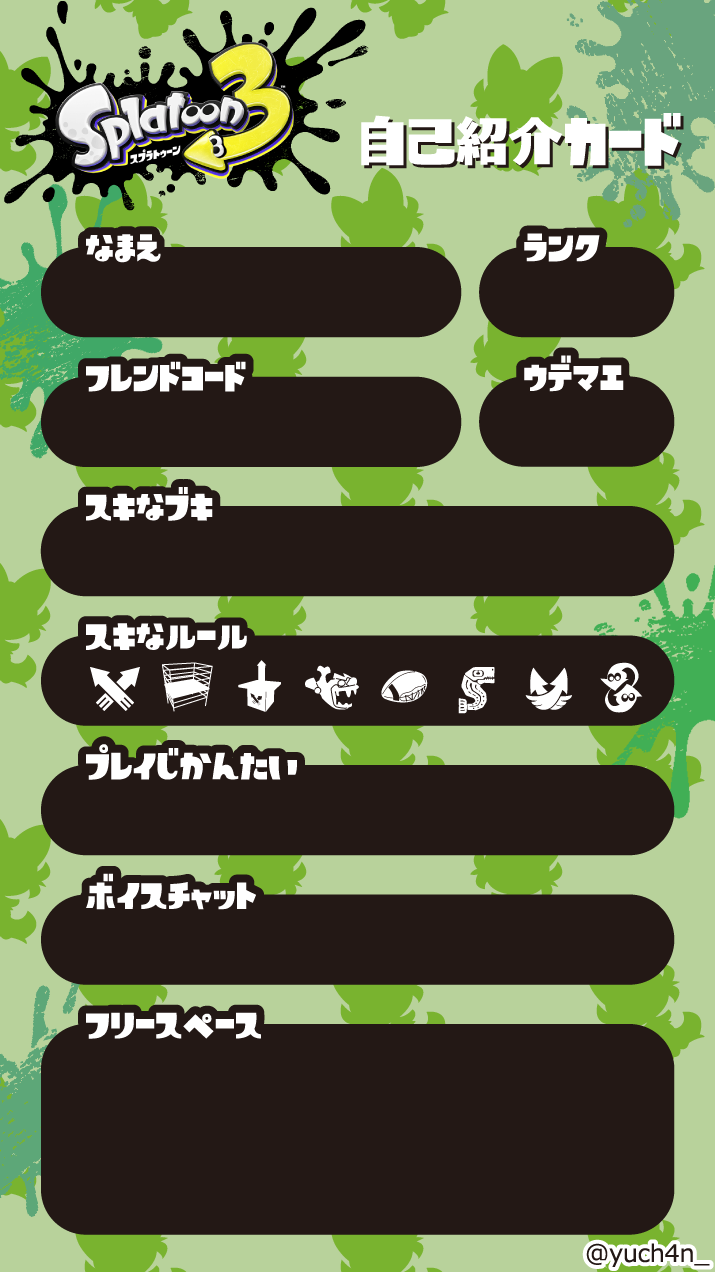 Splatoon 3™
スプラトゥーン 3
自己紹介カード
なまえ
ランク
フレンドコード
ウデマエ
スキなブキ
スキなルール
プレイじかんたい
ボイスチャット
フリースペース
@yuch4n_